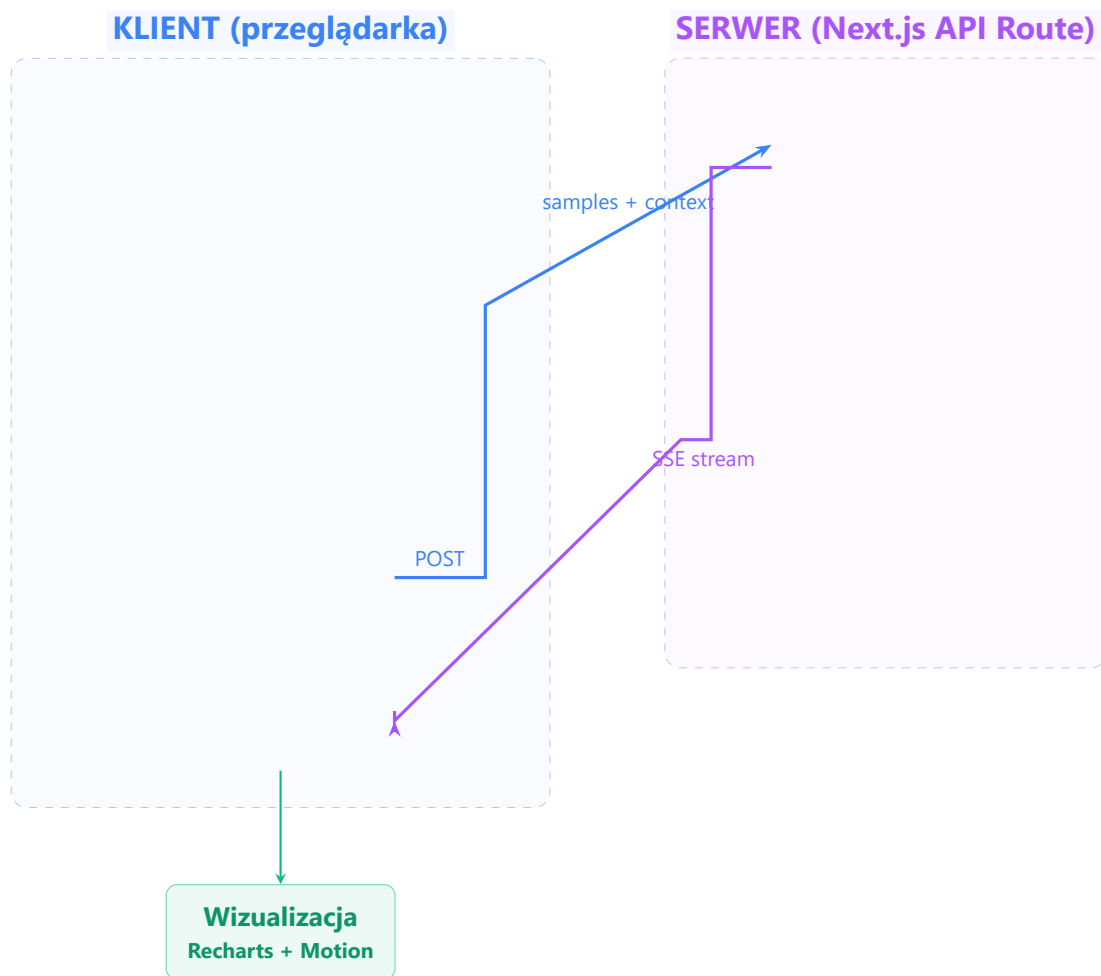 KLIENT (przeglądarka)
SERWER (Next.js API Route)
samples + context
SSE stream
POST
Wizualizacja
Recharts + Motion